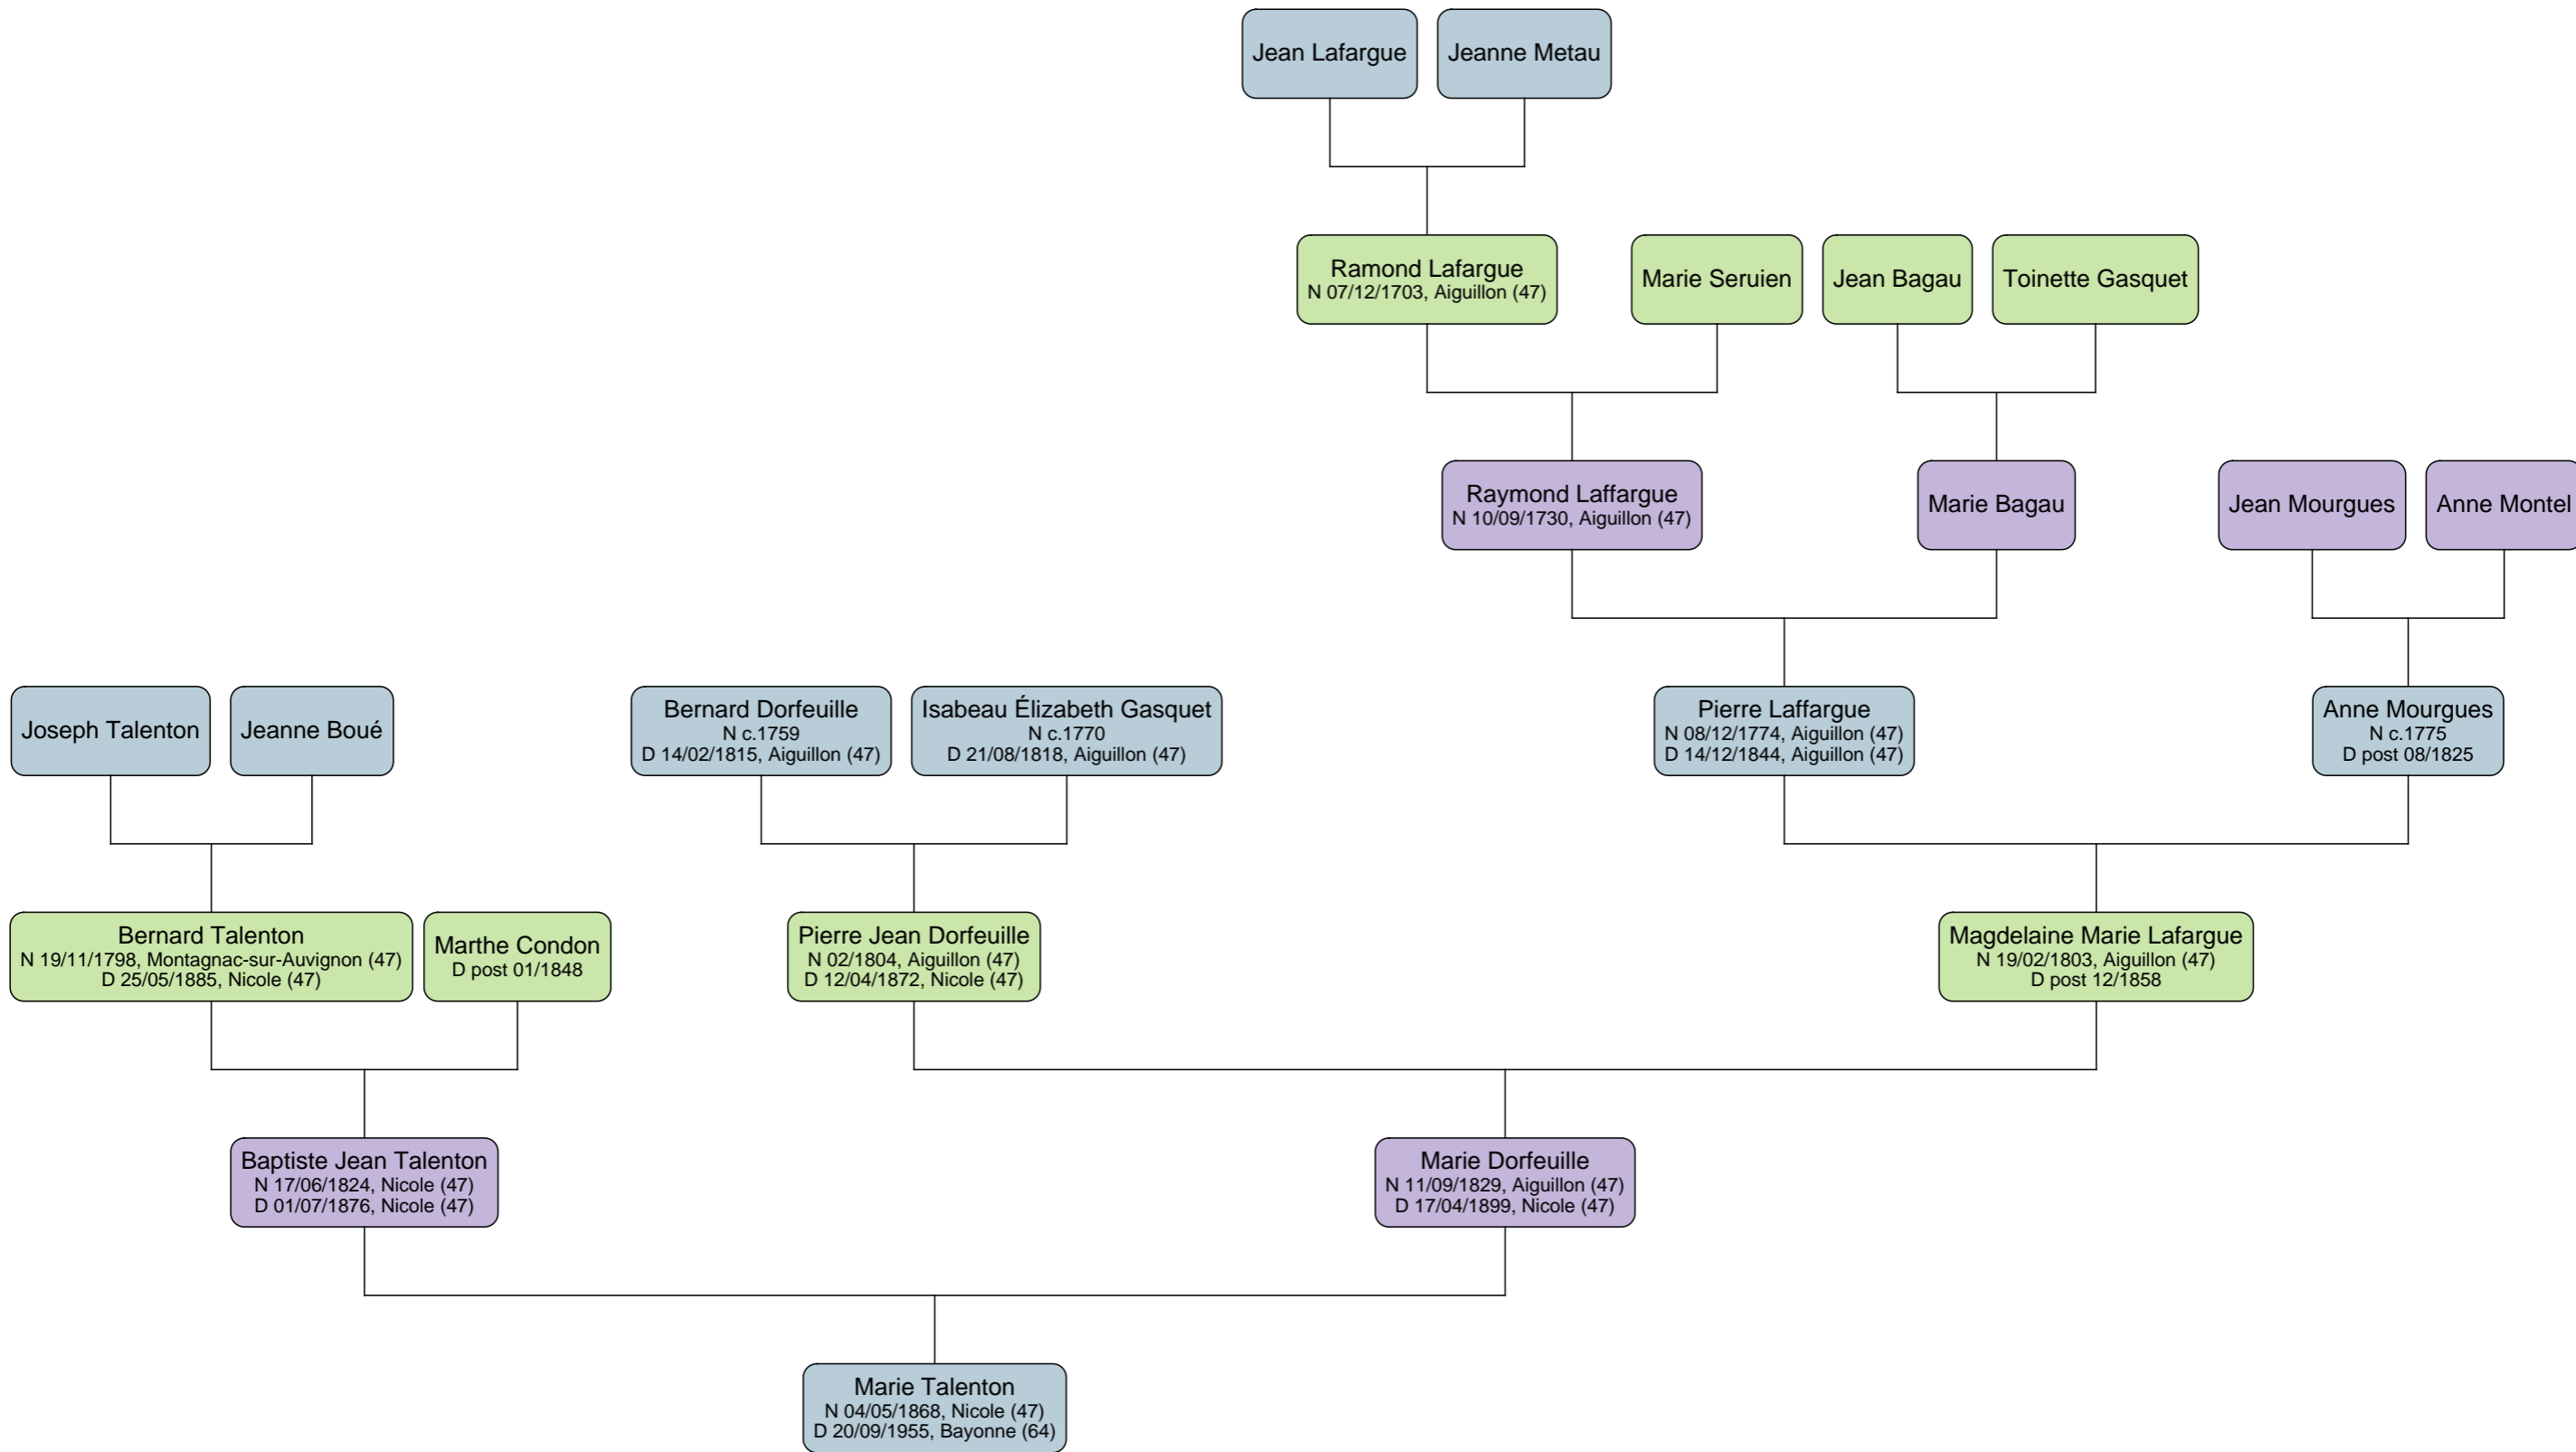 Jean Lafargue
Jeanne Metau
Ramond Lafargue
N 07/12/1703, Aiguillon (47)
Marie Seruien
Jean Bagau
Toinette Gasquet
Raymond Laffargue
N 10/09/1730, Aiguillon (47)
Marie Bagau
Jean Mourgues
Anne Montel
Joseph Talenton
Jeanne Boué
Bernard Dorfeuille
N c.1759
D 14/02/1815, Aiguillon (47)
Isabeau Élizabeth Gasquet
N c.1770
D 21/08/1818, Aiguillon (47)
Pierre Laffargue
N 08/12/1774, Aiguillon (47)
D 14/12/1844, Aiguillon (47)
Anne Mourgues
N c.1775
D post 08/1825
Bernard Talenton
N 19/11/1798, Montagnac-sur-Auvignon (47)
D 25/05/1885, Nicole (47)
Marthe Condon
D post 01/1848
Pierre Jean Dorfeuille
N 02/1804, Aiguillon (47)
D 12/04/1872, Nicole (47)
Magdelaine Marie Lafargue
N 19/02/1803, Aiguillon (47)
D post 12/1858
Baptiste Jean Talenton
N 17/06/1824, Nicole (47)
D 01/07/1876, Nicole (47)
Marie Dorfeuille
N 11/09/1829, Aiguillon (47)
D 17/04/1899, Nicole (47)
Marie Talenton
N 04/05/1868, Nicole (47)
D 20/09/1955, Bayonne (64)